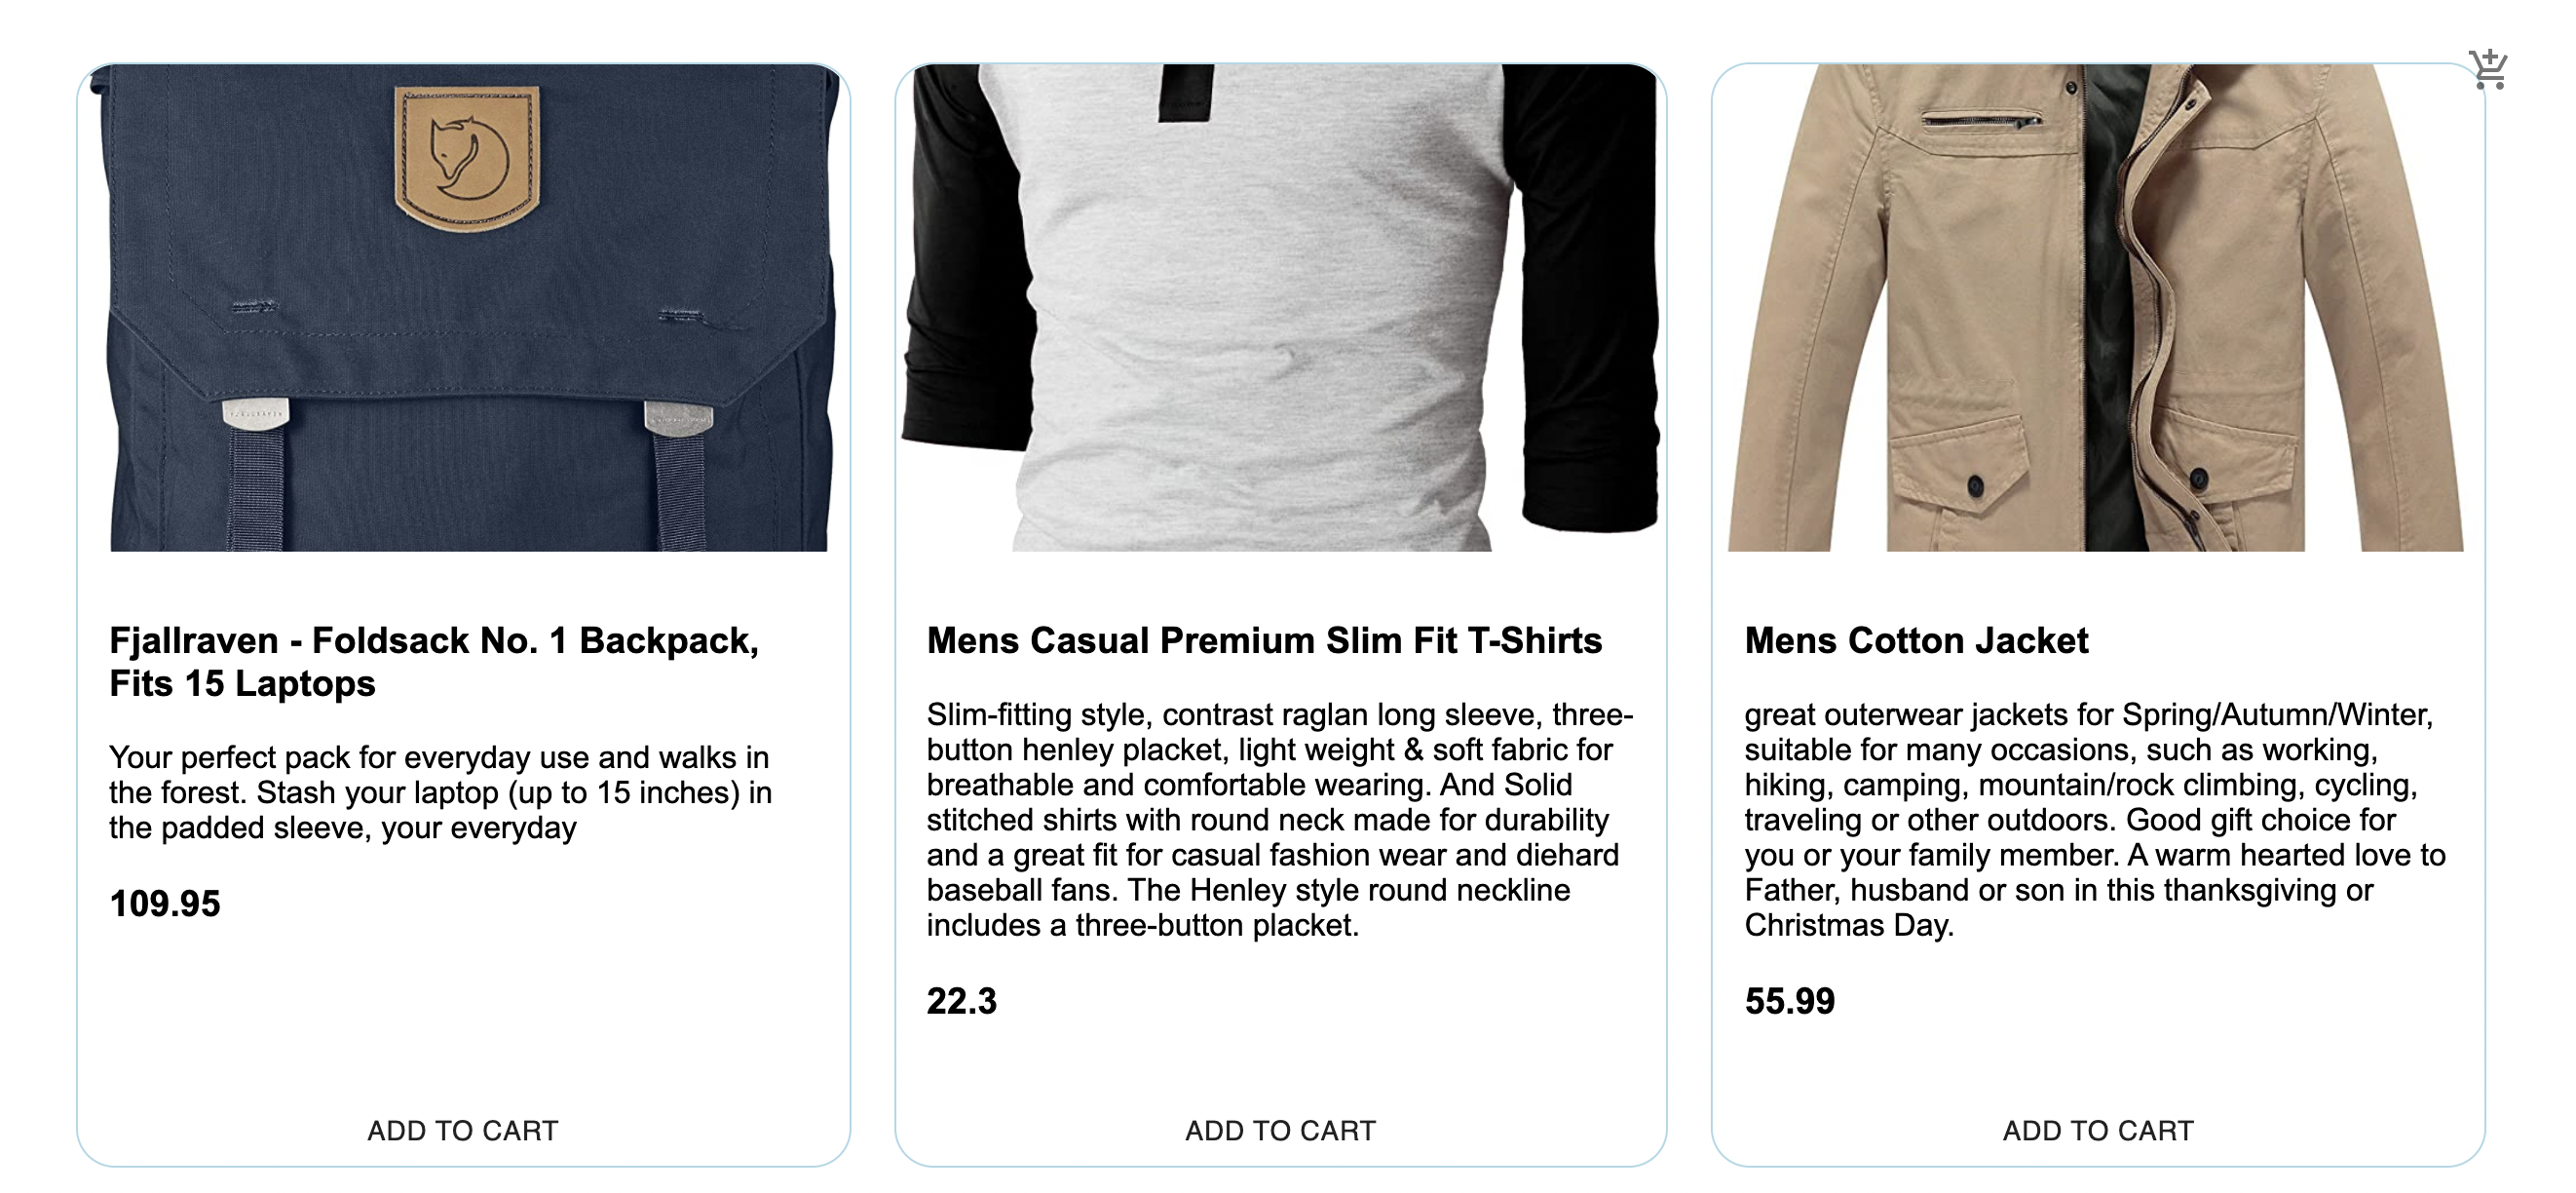 Fjallraven - Foldsack No. 1 Backpack,
Fits 15 Laptops
Your perfect pack for everyday use and walks in
the forest. Stash your laptop (up to 15 inches) in
the padded sleeve, your everyday
109.95
ADD TO CART
Mens Casual Premium Slim Fit T-Shirts
Slim-fitting style, contrast raglan long sleeve, three-
button henley placket, light weight & soft fabric for
breathable and comfortable wearing. And Solid
stitched shirts with round neck made for durability
and a great fit for casual fashion wear and diehard
baseball fans. The Henley style round neckline
includes a three-button placket.
22.3
ADD TO CART
Mens Cotton Jacket
great outerwear jackets for Spring/Autumn/Winter,
suitable for many occasions, such as working,
hiking, camping, mountain/rock climbing, cycling,
traveling or other outdoors. Good gift choice for
you or your family member. A warm hearted love to
Father, husband or son in this thanksgiving or
Christmas Day.
55.99
ADD TO CART